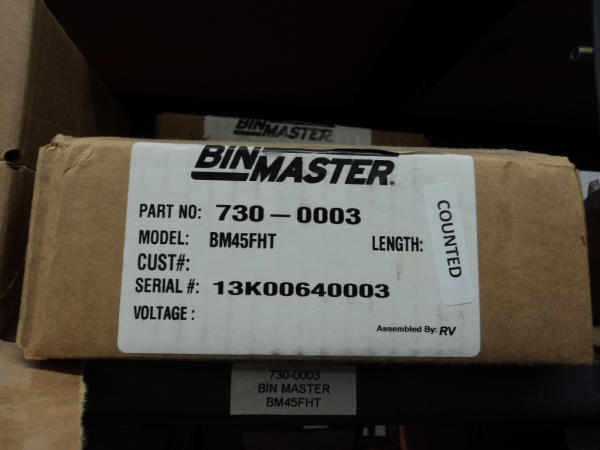 BINMASTER
BINMASTER®
PART NO: 730-0003
MODEL: BM45FHT LENGTH:
CUST#:
SERIAL #: 13K00640003
VOLTAGE :
Assembled By: RV
COUNTED
730-0003
BIN MASTER
BM45FHT